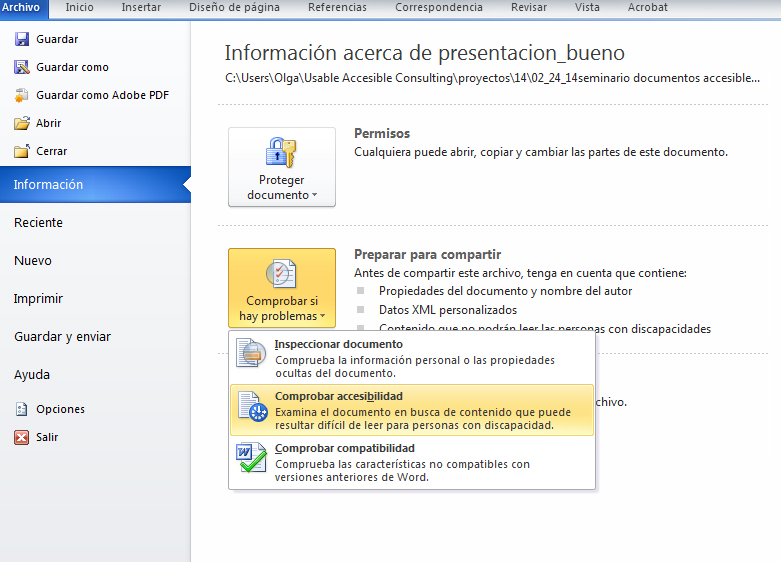 Archivo Inicio Insertar Diseño de página Referencias Correspondencia Revisar Vista Acrobat
Guardar
Guardar como
Guardar como Adobe PDF
Abrir
Cerrar
Información
Reciente
Nuevo
Imprimir
Guardar y enviar
Ayuda
Opciones
Salir
Información acerca de presentacion_bueno
C:\Users\Olga\Usable Accesible Consulting\proyectos\14\02_24_14seminario documentos accesible...
Proteger
documento
Permisos
Cualquiera puede abrir, copiar y cambiar las partes de este documento.
Comprobar si
hay problemas
Preparar para compartir
Antes de compartir este archivo, tenga en cuenta que contiene:
Propiedades del documento y nombre del autor
Datos XML personalizados
Contenido que no podrán leer las personas con discapacidades
Inspeccionar documento
Comprueba la información personal o las propiedades
ocultas del documento.
Comprobar accesibilidad
Examina el documento en busca de contenido que puede
resultar difícil de leer para personas con discapacidad.
Comprobar compatibilidad
Comprueba las características no compatibles con
versiones anteriores de Word.
chivo.